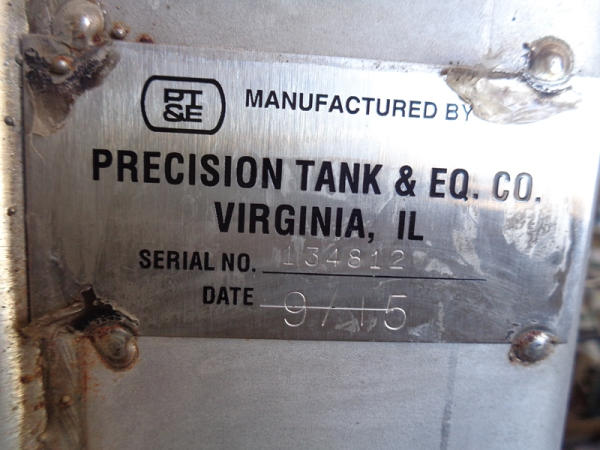 PT
&E
MANUFACTURED BY
PRECISION TANK & EQ. CO.
VIRGINIA, IL
SERIAL NO. 134812
DATE 9/15